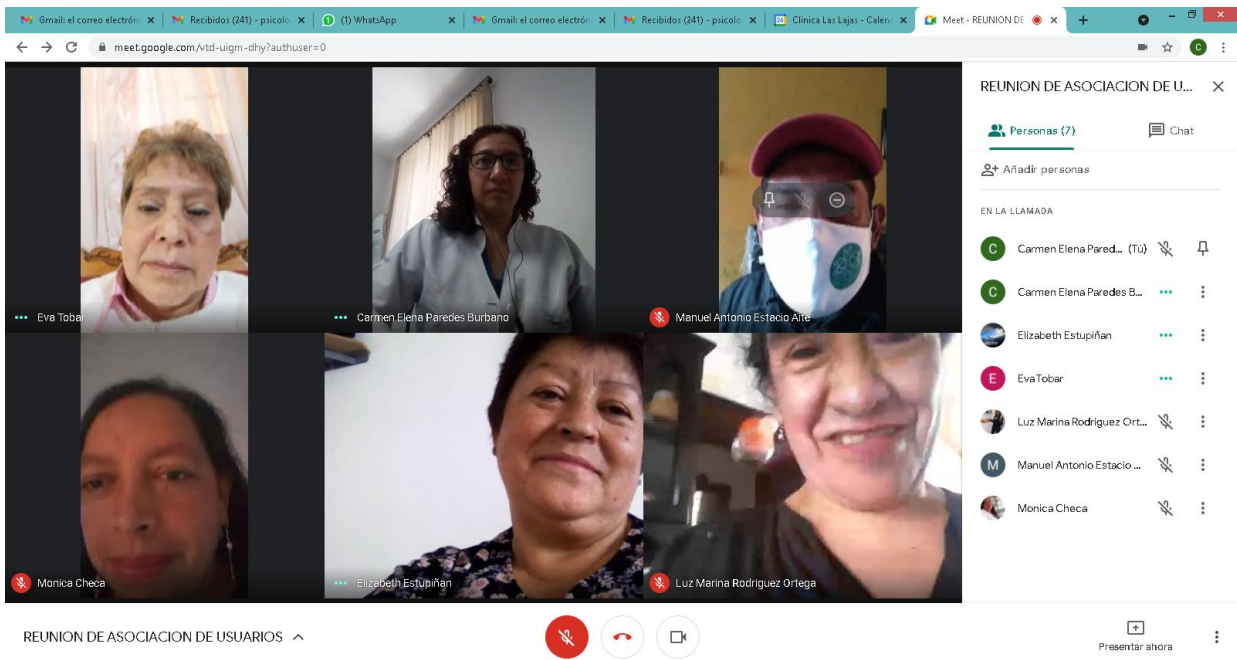 Gmail: el correo electrón
Recibidos (241) - psicolo
(1) WhatsApp
Gmail: el correo electrón
Recibidos (241) - psicolo
Clinica Las Lajas - Calenc
Meet - REUNION DE
meet.google.com/vtd-uigm-dhy?authuser=0
Eva Tobar
Carmen Elena Paredes Burbano
Manuel Antonio Estacio Aite
Monica Checa
Elizabeth Estupiñan
Luz Marina Rodriguez Ortega
REUNION DE ASOCIACION DE U...
Personas (7)
Chat
Añadir personas
EN LA LLAMADA
C Carmen Elena Pared... (Tú)
C Carmen Elena Paredes B...
Elizabeth Estupiñan
E Eva Tobar
Luz Marina Rodriguez Ort...
M Manuel Antonio Estacio ...
Monica Checa
REUNION DE ASOCIACION DE USUARIOS
Presentar ahora